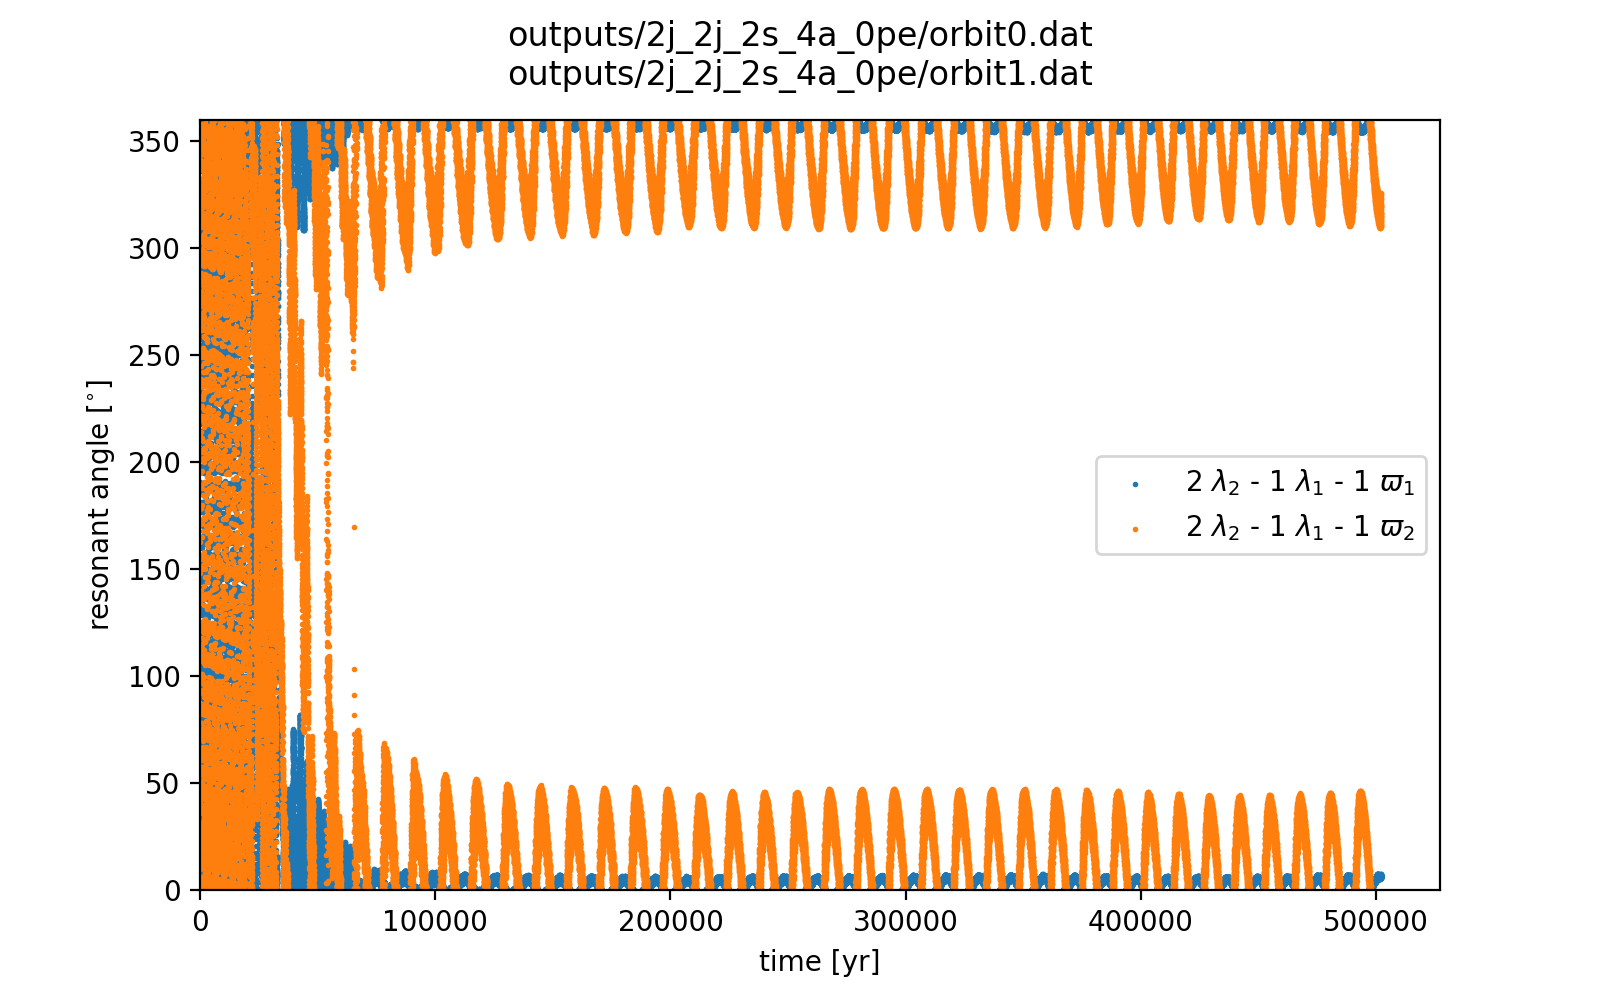 outputs/2j_2j_2s_4a_0pe/orbit0.dat
outputs/2j_2j_2s_4a_0pe/orbit1.dat
350
300
250
200
150
100
50
0
resonant angle [°]
2 λ₂ - 1 λ₁ - 1 ϖ₁
2 λ₂ - 1 λ₁ - 1 ϖ₂
0 100000 200000 300000 400000 500000
time [yr]